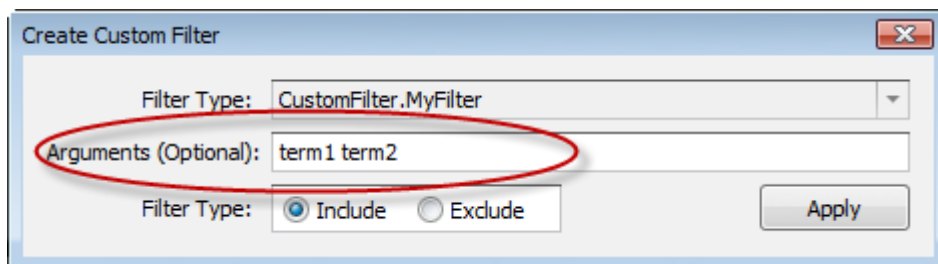 Create Custom Filter
Filter Type: CustomFilter.MyFilter
Arguments (Optional): term1 term2
Filter Type: Include Exclude Apply